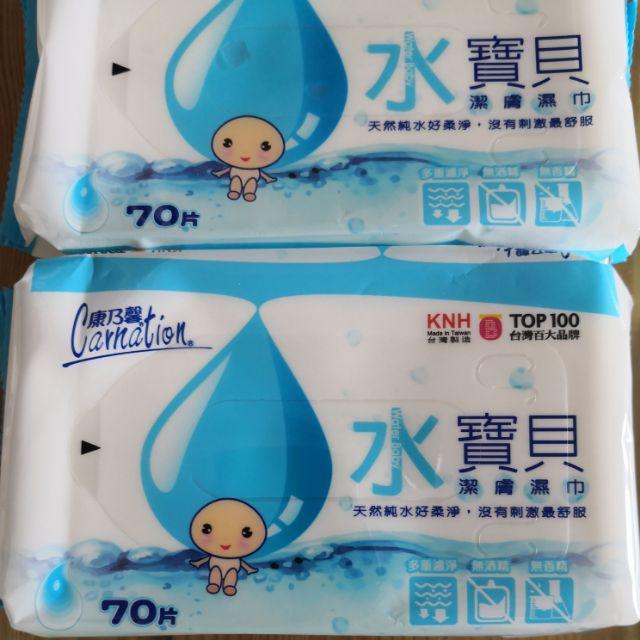 Water Baby
水寶貝
潔膚濕巾
天然純水好柔淨，沒有刺激最舒服
多重濾淨 無酒精 無香精
70片
康乃馨
Carnation®
KNH
Made in Taiwan
台灣製造
TOP 100
台灣百大品牌
Water Baby
水寶貝
潔膚濕巾
天然純水好柔淨，沒有刺激最舒服
多重濾淨 無酒精 無香精
70片